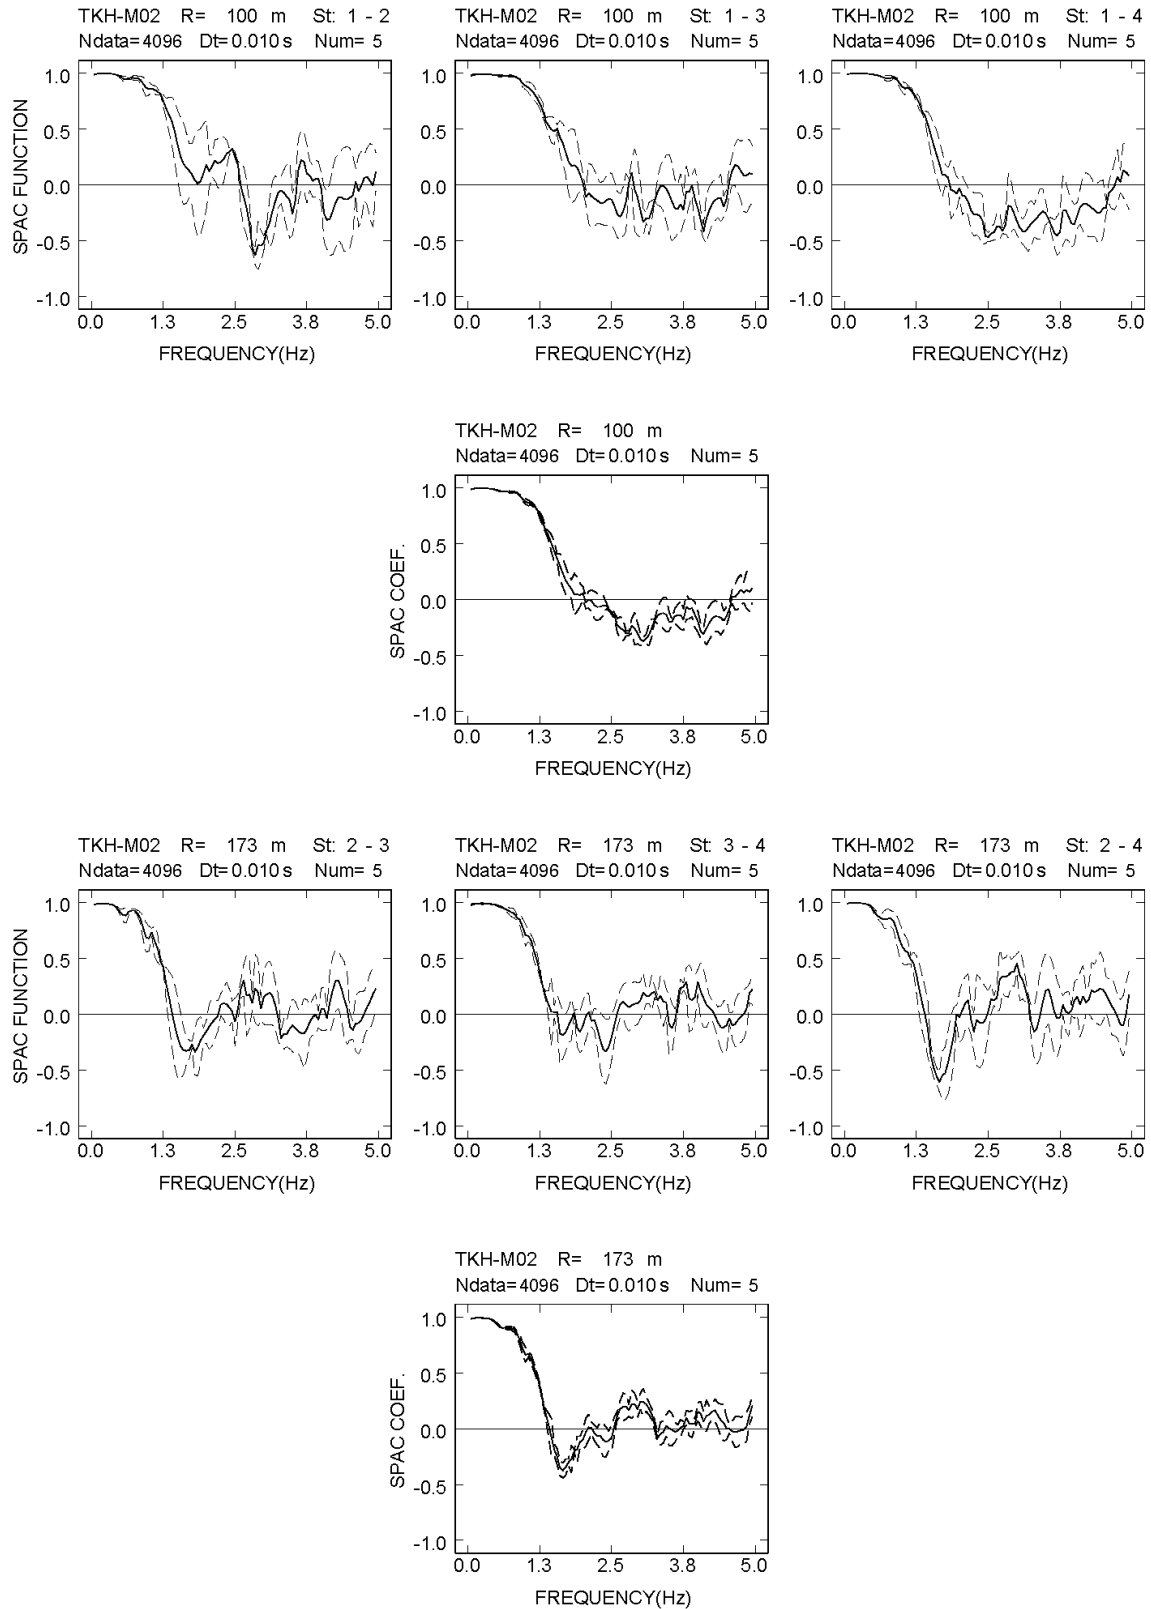 TKH-M02 R= 100 m St: 1 - 2
Ndata=4096 Dt=0.010s Num= 5
SPAC FUNCTION
1.0
0.5
0.0
-0.5
-1.0
0.0 1.3 2.5 3.8 5.0
FREQUENCY(Hz)
TKH-M02 R= 100 m St: 1 - 3
Ndata=4096 Dt=0.010s Num= 5
1.0
0.5
0.0
-0.5
-1.0
0.0 1.3 2.5 3.8 5.0
FREQUENCY(Hz)
TKH-M02 R= 100 m St: 1 - 4
Ndata=4096 Dt=0.010s Num= 5
1.0
0.5
0.0
-0.5
-1.0
0.0 1.3 2.5 3.8 5.0
FREQUENCY(Hz)
TKH-M02 R= 100 m
Ndata=4096 Dt=0.010s Num= 5
SPAC COEF.
1.0
0.5
0.0
-0.5
-1.0
0.0 1.3 2.5 3.8 5.0
FREQUENCY(Hz)
TKH-M02 R= 173 m St: 2 - 3
Ndata=4096 Dt=0.010s Num= 5
SPAC FUNCTION
1.0
0.5
0.0
-0.5
-1.0
0.0 1.3 2.5 3.8 5.0
FREQUENCY(Hz)
TKH-M02 R= 173 m St: 3 - 4
Ndata=4096 Dt=0.010s Num= 5
1.0
0.5
0.0
-0.5
-1.0
0.0 1.3 2.5 3.8 5.0
FREQUENCY(Hz)
TKH-M02 R= 173 m St: 2 - 4
Ndata=4096 Dt=0.010s Num= 5
1.0
0.5
0.0
-0.5
-1.0
0.0 1.3 2.5 3.8 5.0
FREQUENCY(Hz)
TKH-M02 R= 173 m
Ndata=4096 Dt=0.010s Num= 5
SPAC COEF.
1.0
0.5
0.0
-0.5
-1.0
0.0 1.3 2.5 3.8 5.0
FREQUENCY(Hz)